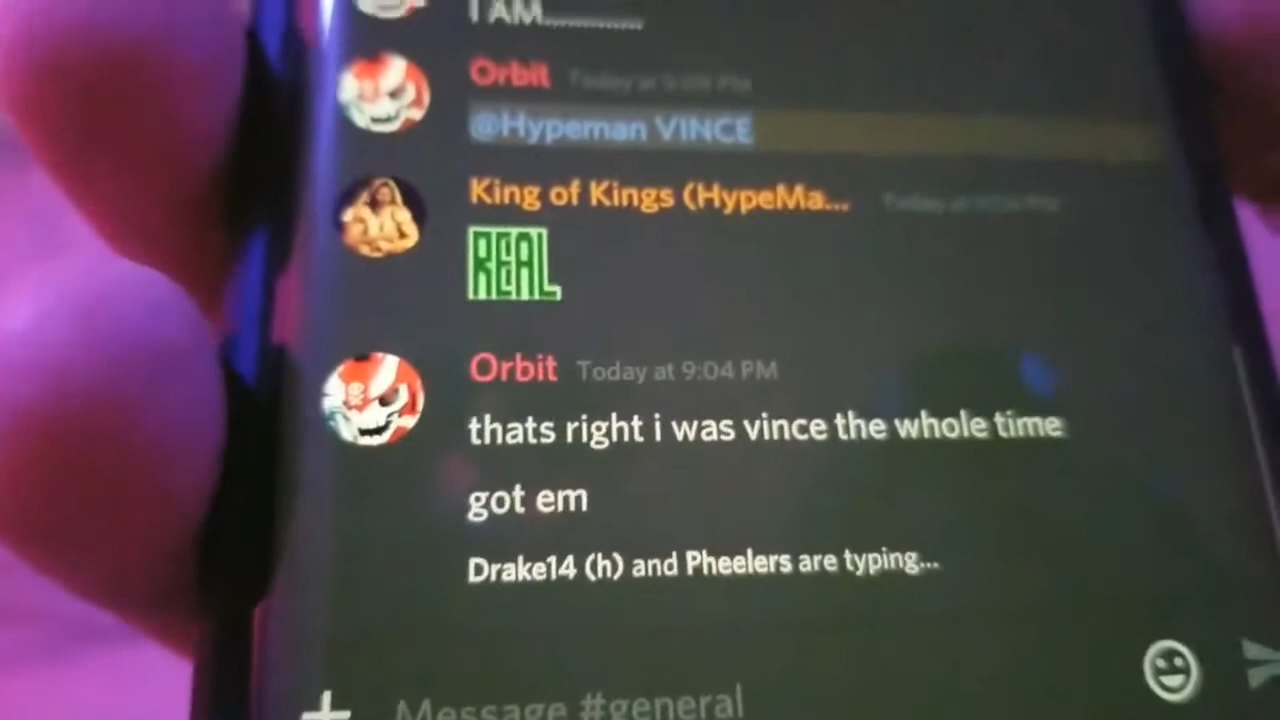 I AM.............
Orbit
@Hypeman VINCE
King of Kings (HypeMa...
REAL
Orbit Today at 9:04 PM
thats right i was vince the whole time
got em
Drake14 (h) and Pheelers are typing...
Message #general